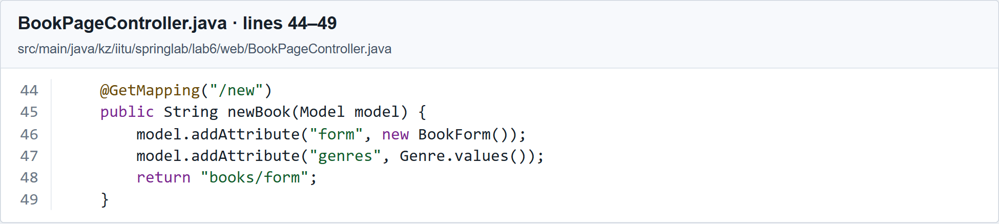 BookPageController.java · lines 44–49
src/main/java/kz/iitu/springlab/lab6/web/BookPageController.java
44 @GetMapping("/new")
45 public String newBook(Model model) {
46 model.addAttribute("form", new BookForm());
47 model.addAttribute("genres", Genre.values());
48 return "books/form";
49 }